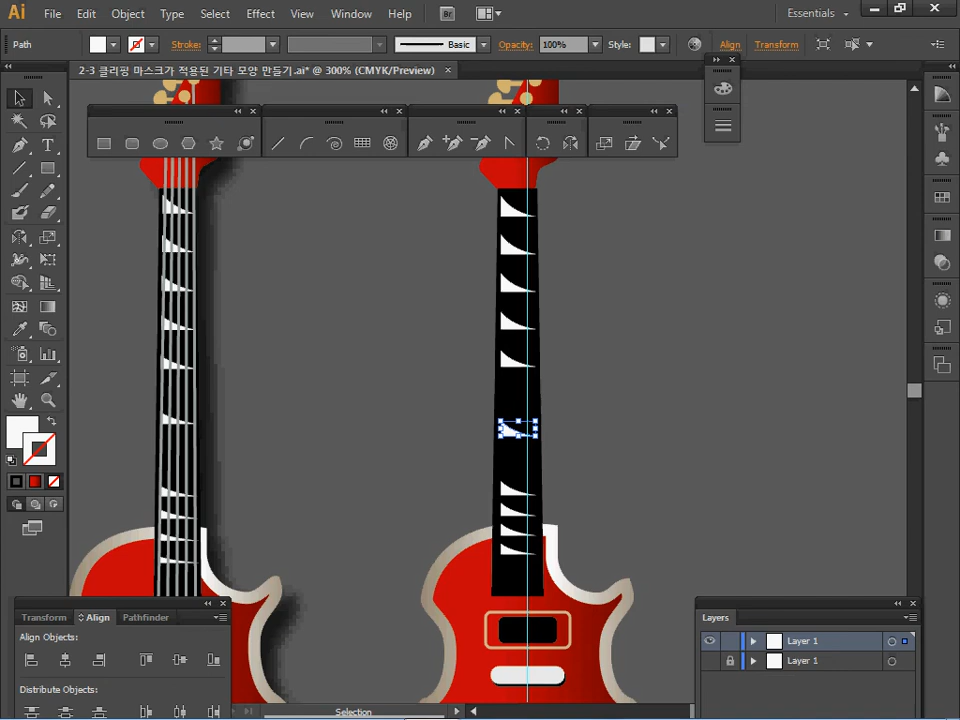 Ai File Edit Object Type Select Effect View Window Help Br Essentials
Path Stroke: Basic Opacity: 100% Style: Align Transform
2-3 클리핑 마스크가 적용된 기타 모양 만들기.ai* @ 300% (CMYK/Preview) ×
T
Transform Align Pathfinder
Align Objects:
Distribute Objects:
Layers
Layer 1
Layer 1
Selection